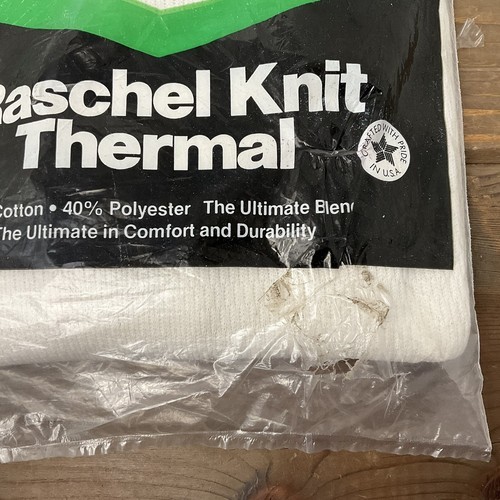 Raschel Knit
Thermal
CRAFTED WITH PRIDE
IN U.S.A
Cotton • 40% Polyester The Ultimate Blend
The Ultimate in Comfort and Durability